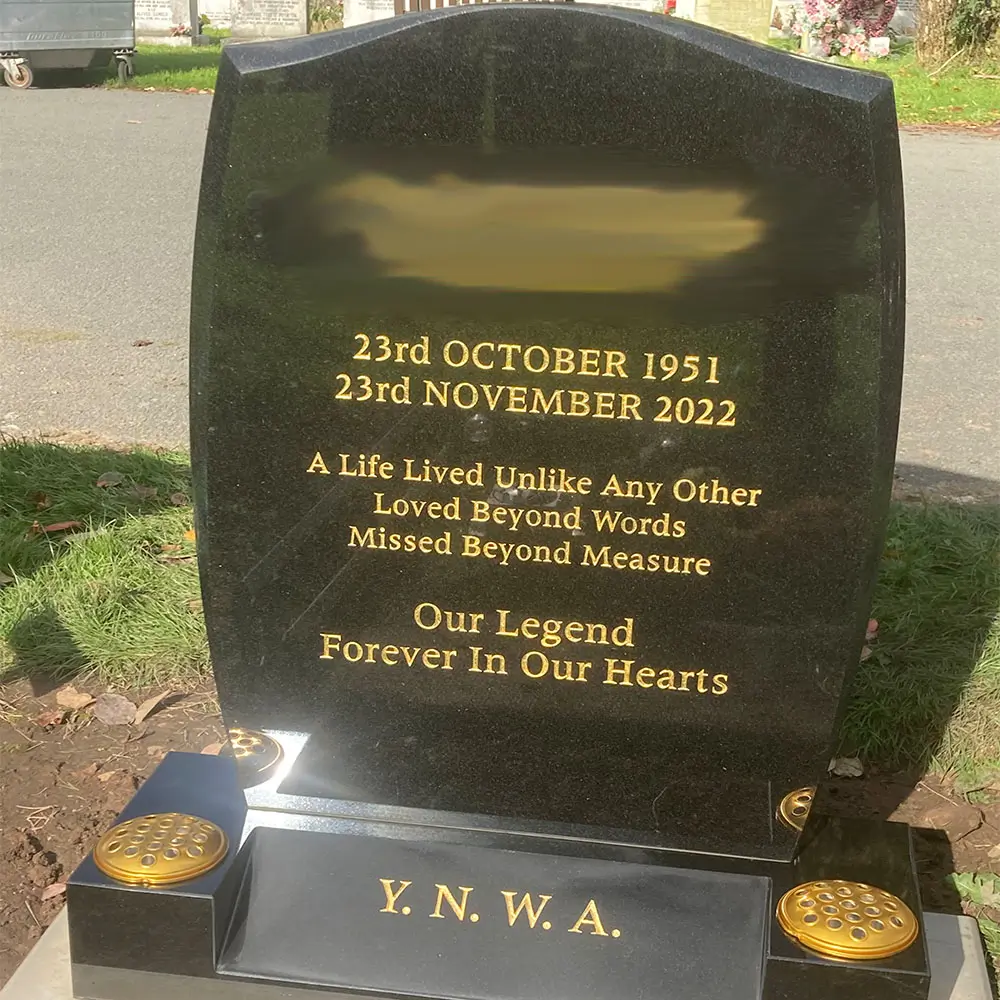 23rd OCTOBER 1951
23rd NOVEMBER 2022
A Life Lived Unlike Any Other
Loved Beyond Words
Missed Beyond Measure
Our Legend
Forever In Our Hearts
Y. N. W. A.